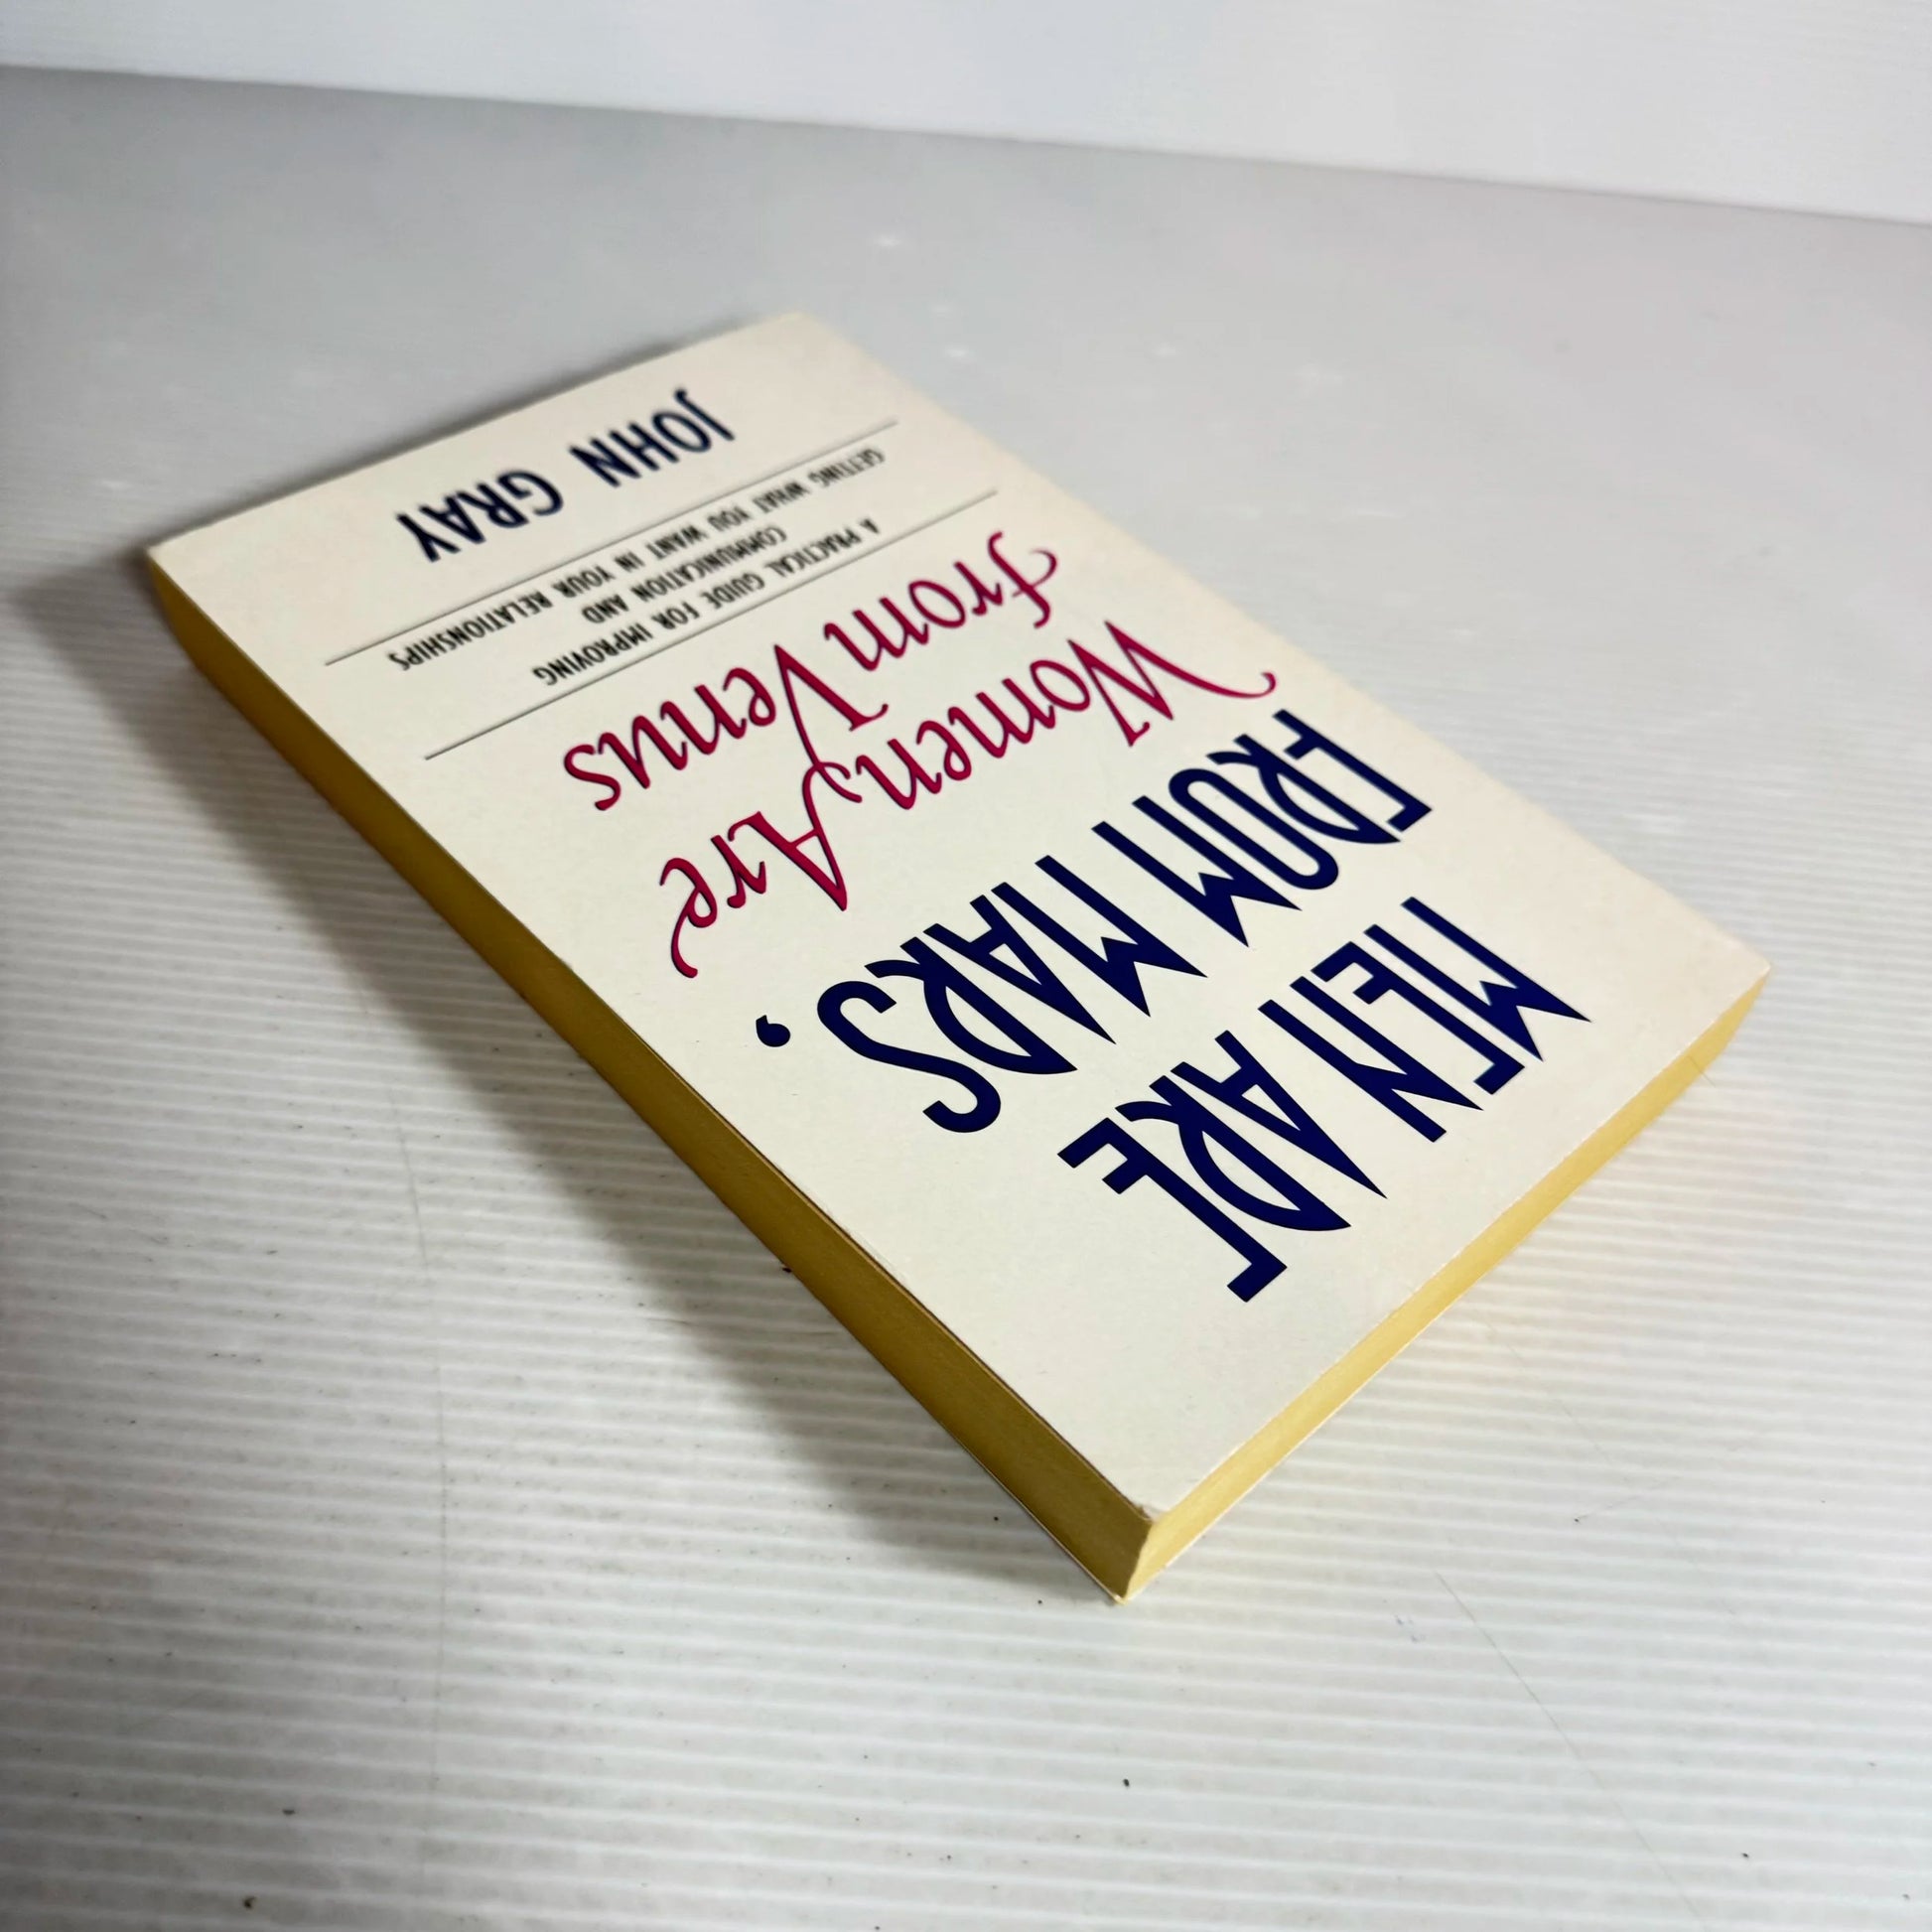 MEN ARE
FROM MARS,
Women Are
from Venus
A PRACTICAL GUIDE FOR IMPROVING
COMMUNICATION AND
GETTING WHAT YOU WANT IN YOUR RELATIONSHIPS
JOHN GRAY